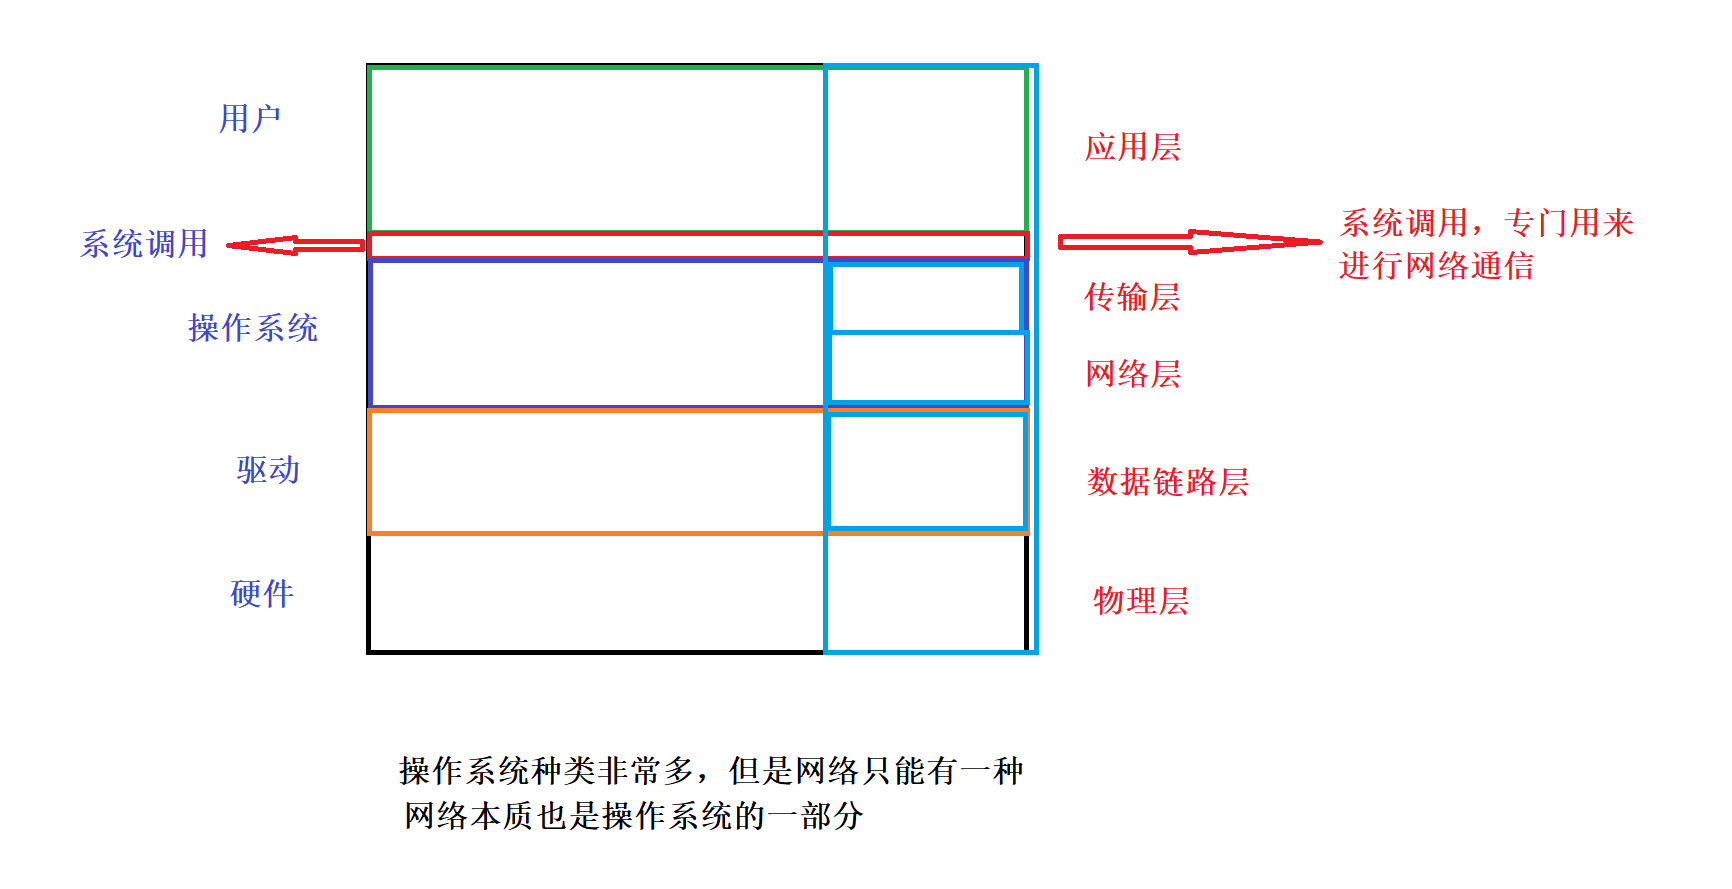 用户
应用层
系统调用
系统调用，专门用来
进行网络通信
传输层
操作系统
网络层
驱动
数据链路层
硬件
物理层
操作系统种类非常多，但是网络只能有一种
网络本质也是操作系统的一部分